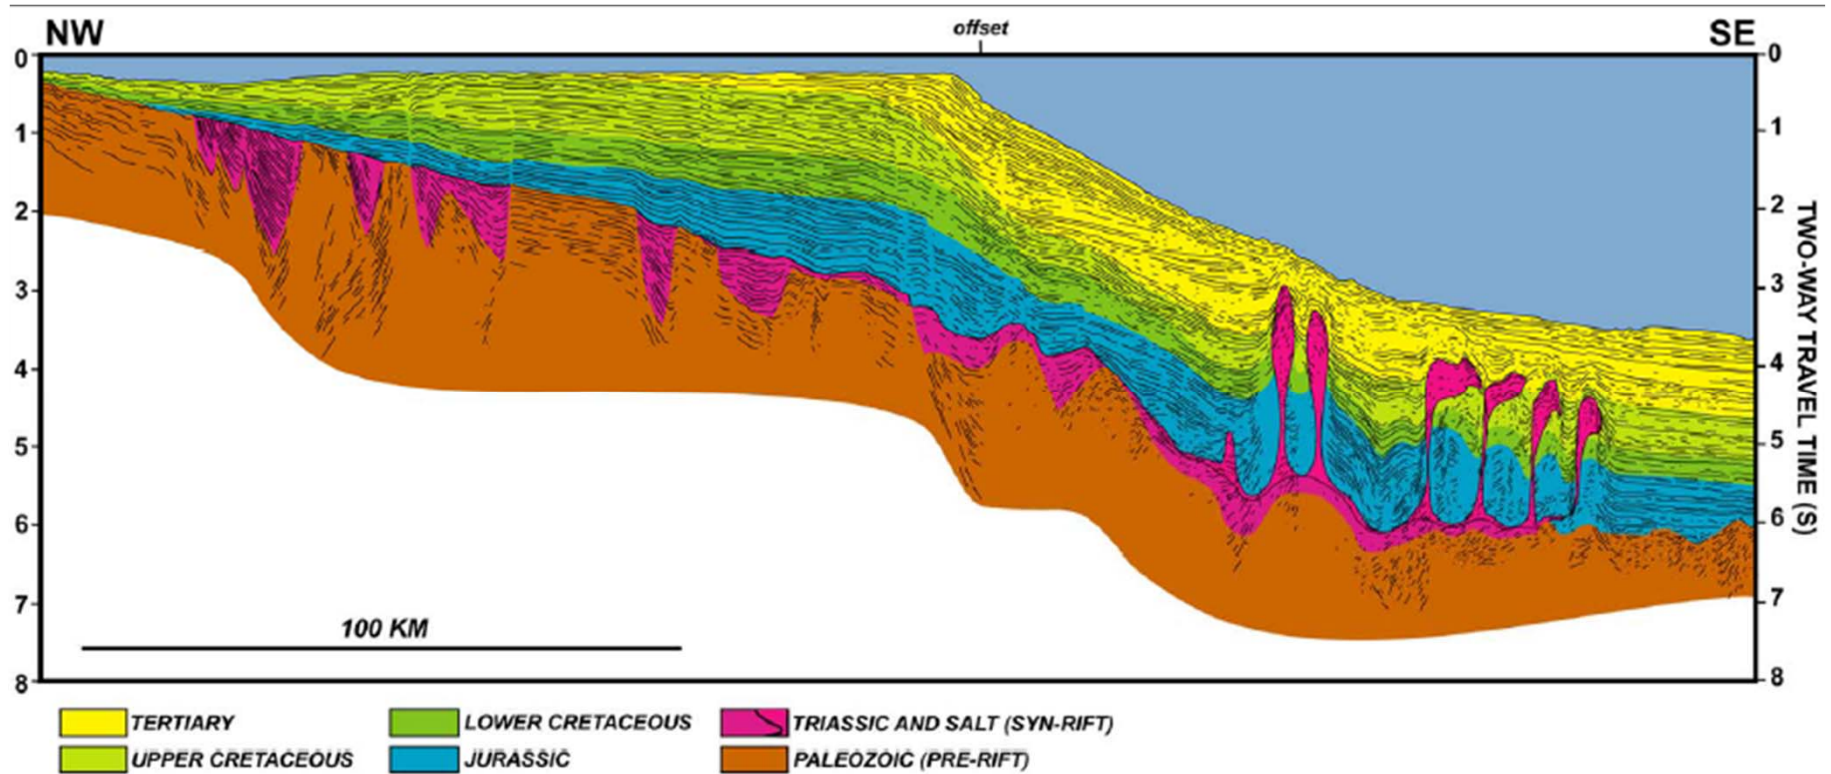 NW
offset
SE
0
1
2
3
4
5
6
7
8
0
1
2
3
4
5
6
7
8
TWO-WAY TRAVEL TIME (S)
100 KM
TERTIARY
LOWER CRETACEOUS
TRIASSIC AND SALT (SYN-RIFT)
UPPER CRETACEOUS
JURASSIC
PALEOZOIC (PRE-RIFT)